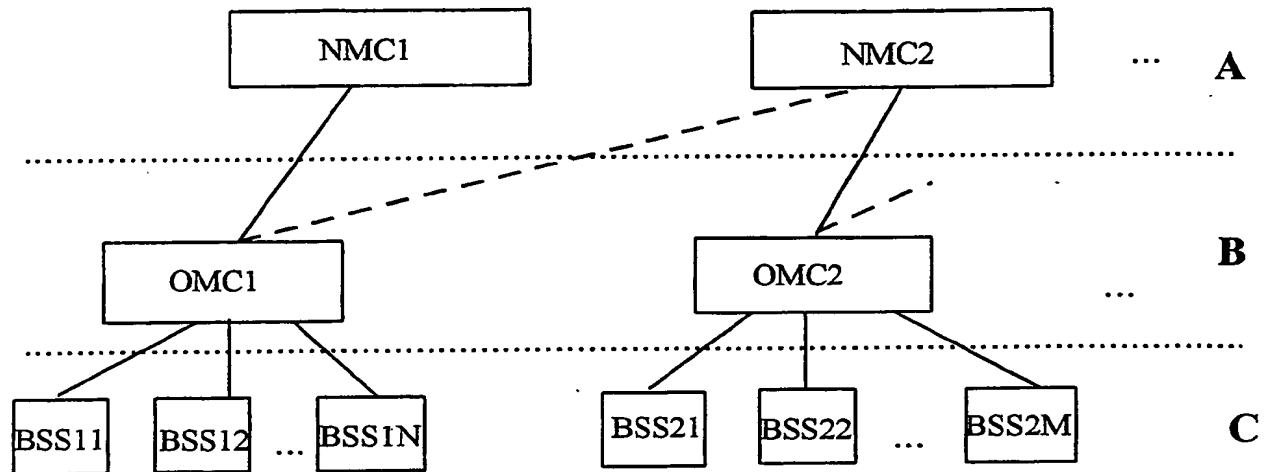 NMC1 NMC2 ... A
OMC1 OMC2 ... B
BSS11 BSS12 ... BSS1N BSS21 BSS22 ... BSS2M C